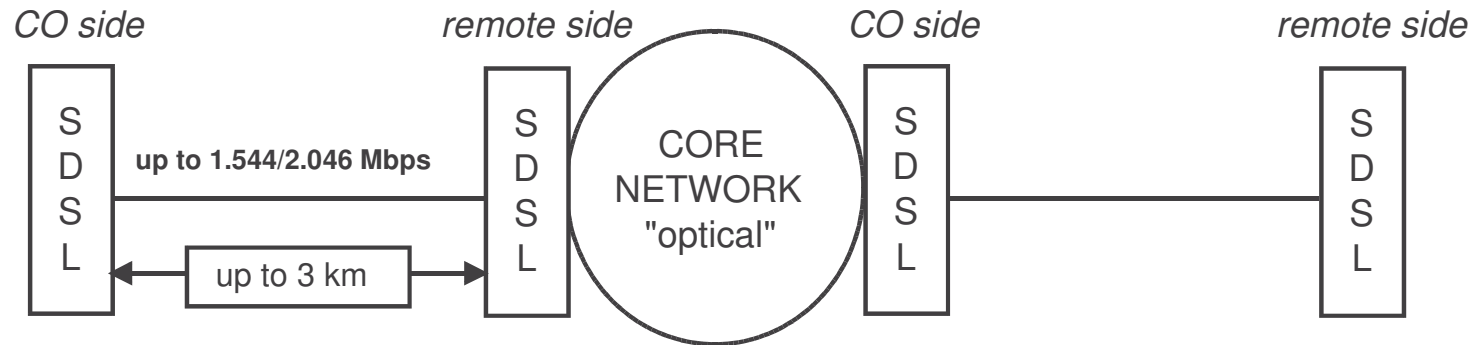 CO side
remote side
CO side
remote side
S
D
S
L
up to 1.544/2.046 Mbps
up to 3 km
S
D
S
L
CORE
NETWORK
"optical"
S
D
S
L
S
D
S
L